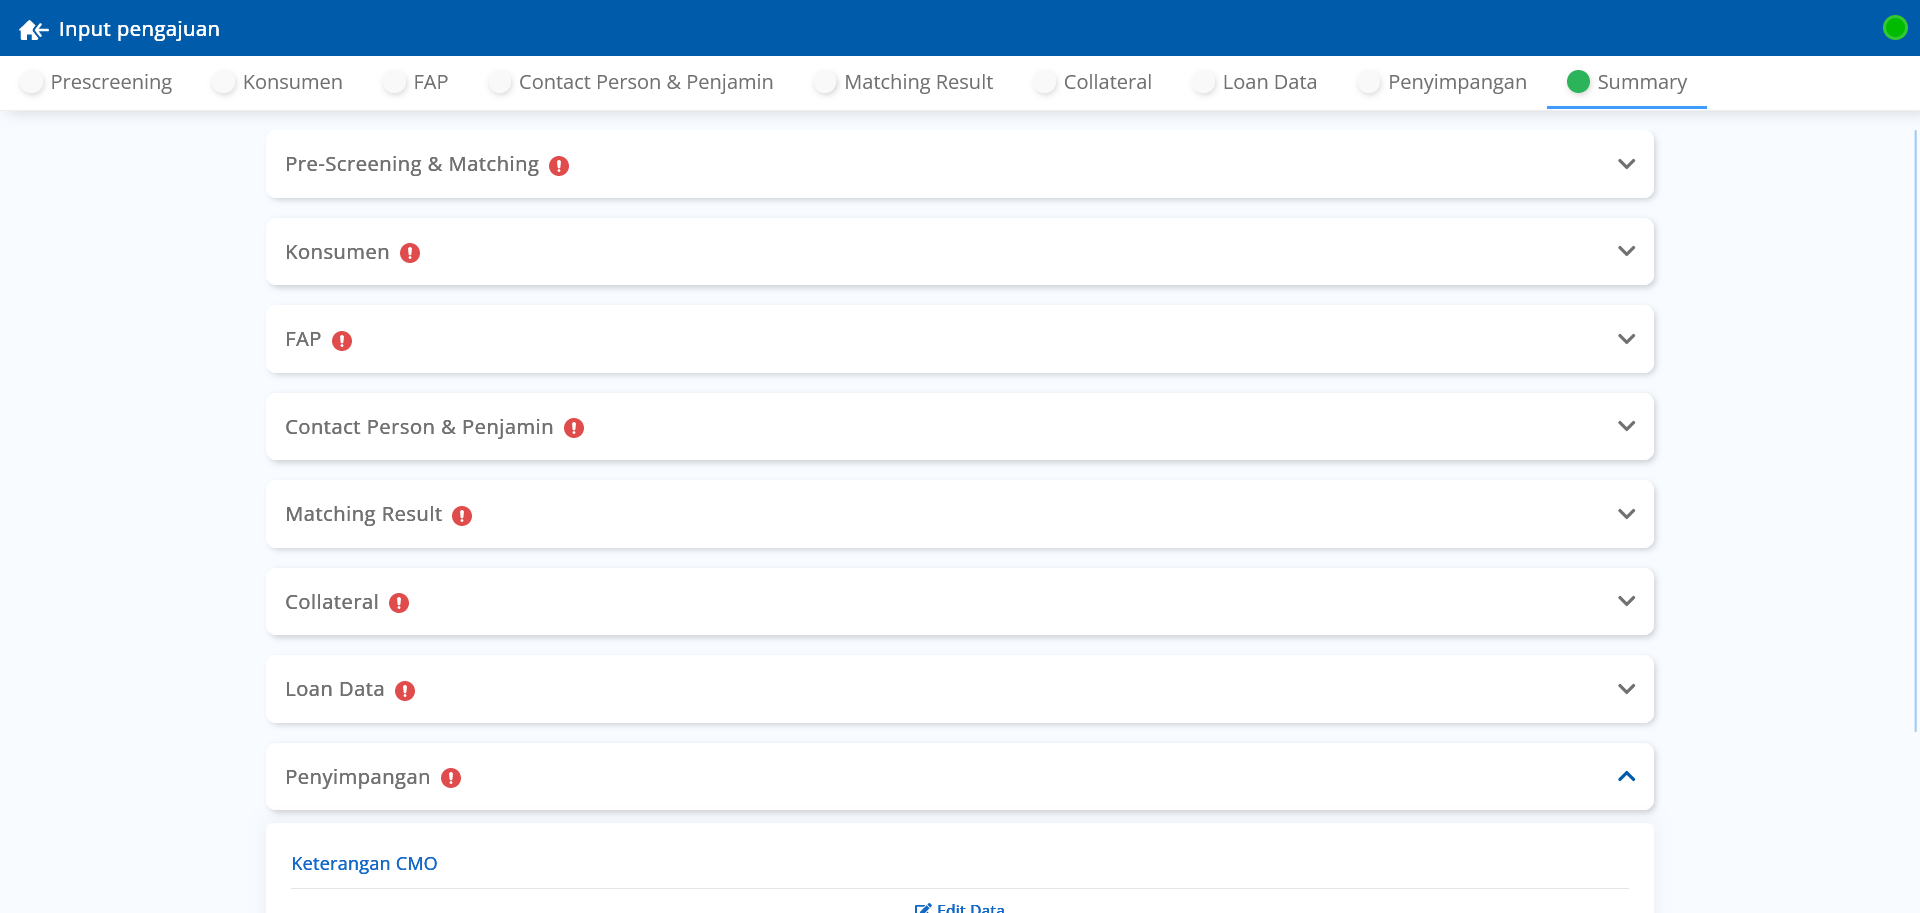 Input pengajuan
Prescreening Konsumen FAP Contact Person & Penjamin Matching Result Collateral Loan Data Penyimpangan Summary
Pre-Screening & Matching
Konsumen
FAP
Contact Person & Penjamin
Matching Result
Collateral
Loan Data
Penyimpangan
Keterangan CMO
Edit Data